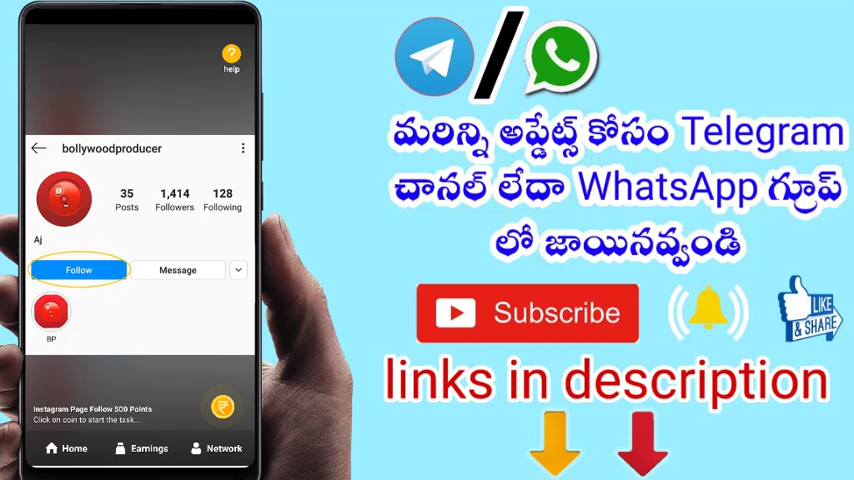 help
bollywoodproducer
35 1,414 128
Posts Followers Following
Aj
Follow Message
BP
Instagram Page Follow 500 Points
Click on coin to start the task...
Home Earnings Network
మరిన్ని అప్డేట్స్ కోసం Telegram
చానల్ లేదా WhatsApp గ్రూప్
లో జాయినవ్వండి
Subscribe
LIKE
& SHARE
links in description